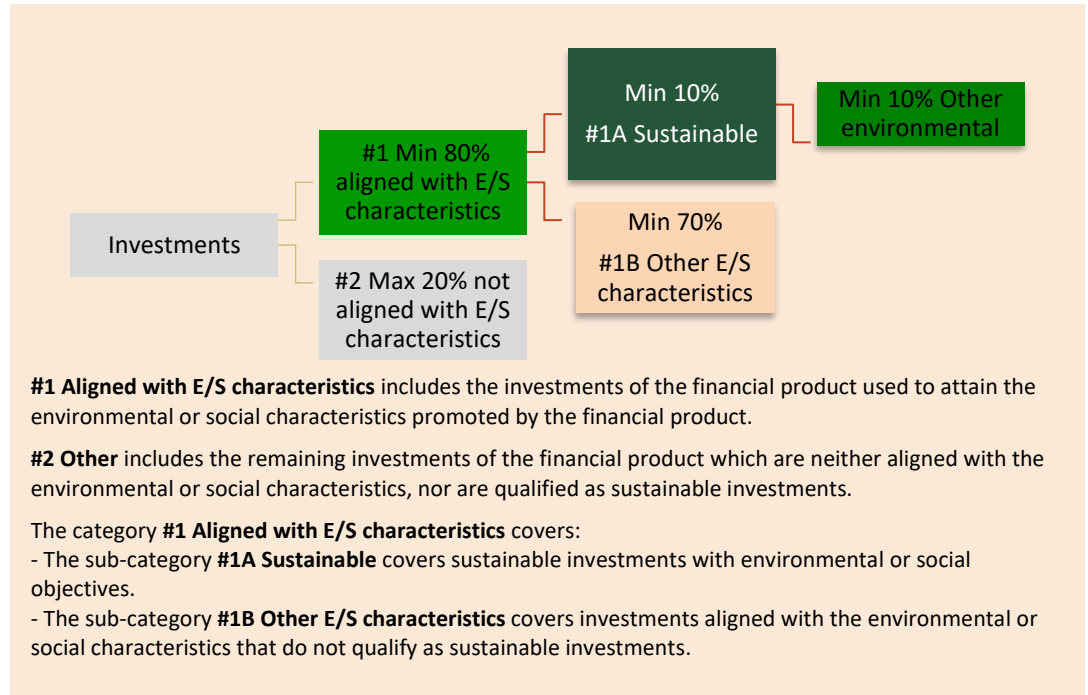 Min 10%
#1A Sustainable
Min 10% Other
environmental
#1 Min 80%
aligned with E/S
characteristics
Investments
Min 70%
#1B Other E/S
characteristics
#2 Max 20% not
aligned with E/S
characteristics
#1 Aligned with E/S characteristics includes the investments of the financial product used to attain the
environmental or social characteristics promoted by the financial product.
#2 Other includes the remaining investments of the financial product which are neither aligned with the
environmental or social characteristics, nor are qualified as sustainable investments.
The category #1 Aligned with E/S characteristics covers:
- The sub-category #1A Sustainable covers sustainable investments with environmental or social
objectives.
- The sub-category #1B Other E/S characteristics covers investments aligned with the environmental or
social characteristics that do not qualify as sustainable investments.